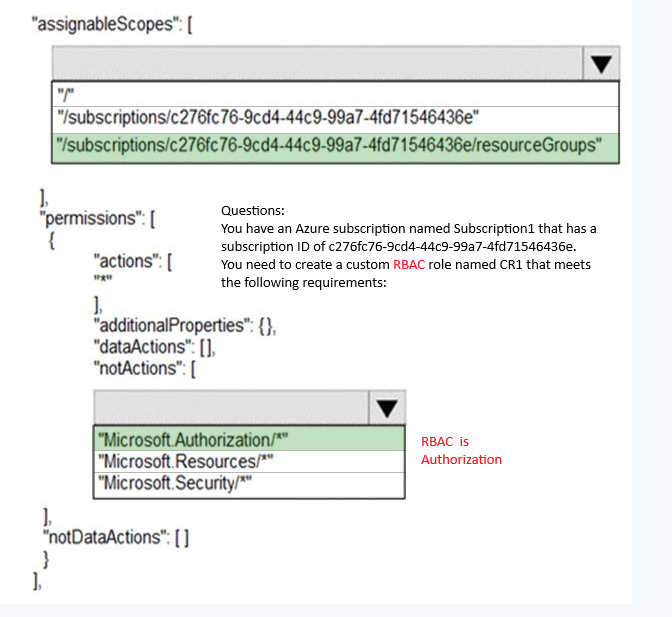 "assignableScopes": [
"/"
"/subscriptions/c276fc76-9cd4-44c9-99a7-4fd71546436e"
"/subscriptions/c276fc76-9cd4-44c9-99a7-4fd71546436e/resourceGroups"
],
"permissions": [
{
Questions:
You have an Azure subscription named Subscription1 that has a
subscription ID of c276fc76-9cd4-44c9-99a7-4fd71546436e.
You need to create a custom RBAC role named CR1 that meets
the following requirements:
"actions": [
"*"
],
"additionalProperties": {},
"dataActions": [],
"notActions": [
"Microsoft.Authorization/*"
"Microsoft.Resources/*"
"Microsoft.Security/*"
RBAC is
Authorization
],
"notDataActions": [ ]
}
],